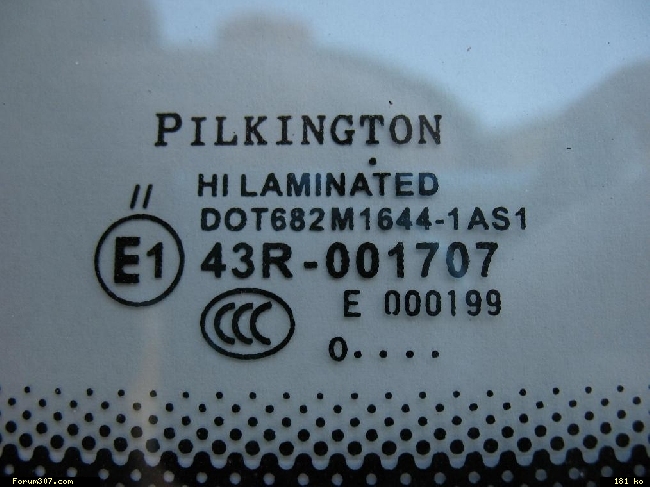 PILKINGTON
HI LAMINATED
//
DOT682M1644-1AS1
E1 43R-001707
CCC E 000199
0....
Forum307.com 181 ko